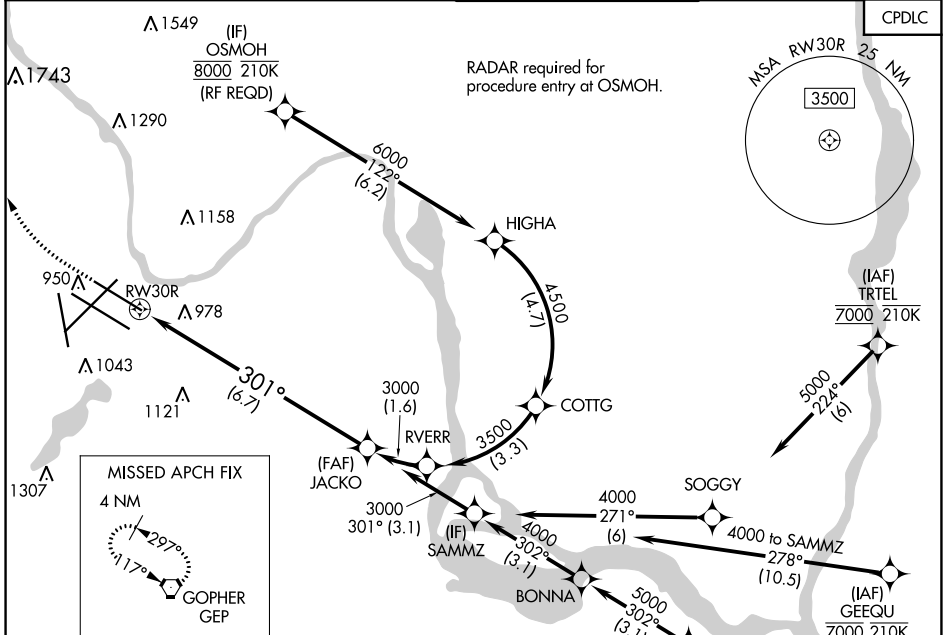 CPDLC
1549
(IF)
OSMOH
8000 210K
(RF REQD)
1743
RADAR required for
procedure entry at OSMOH.
MSA RW30R 25 NM
3500
1290
6000
122°
(6.2)
1158
HIGHA
950
RW30R
978
4500
(4.7)
(IAF)
TRTEL
7000 210K
1043
301°
(6.7)
3000
(1.6)
COTTG
5000
224°
(6)
1121
RVERR
3500
(3.3)
(FAF)
JACKO
1307
MISSED APCH FIX
4 NM
297°
117°
GOPHER
GEP
3000
301° (3.1)
(IF)
SAMMZ
SOGGY
4000
271°
(6)
4000 to SAMMZ
278°
(10.5)
4000
302°
(3.1)
BONNA
(IAF)
GEEQU
7000 210K
5000
302°
(3.1)